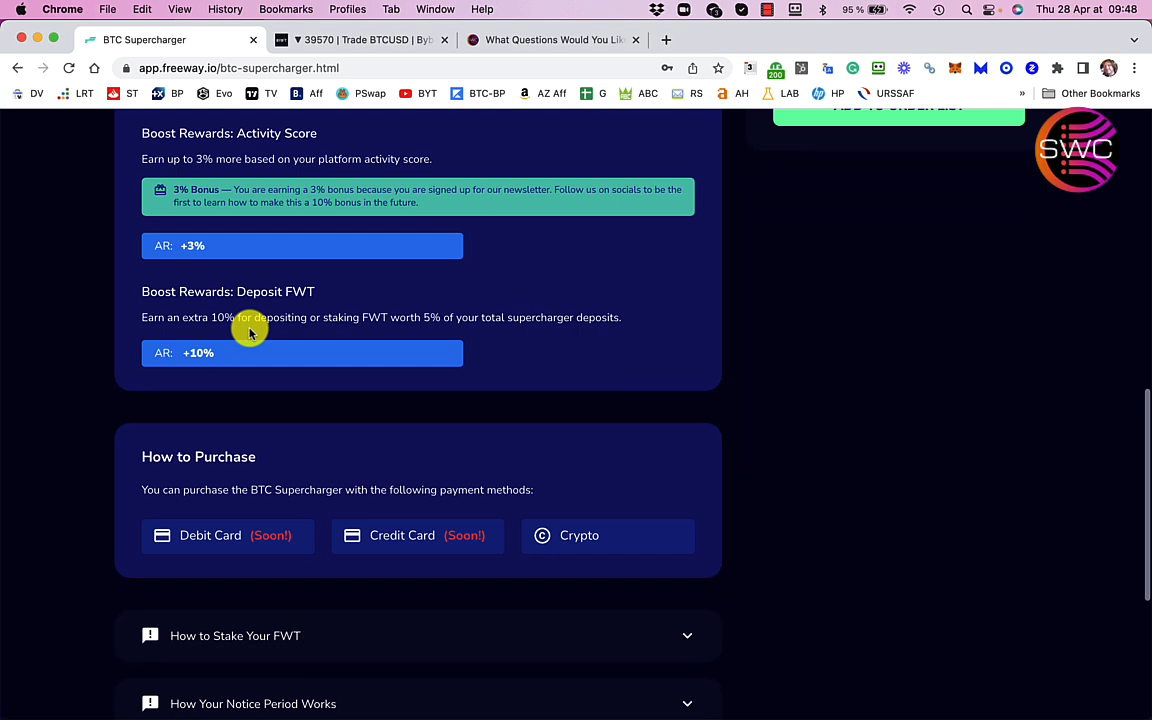 Chrome File Edit View History Bookmarks Profiles Tab Window Help 3 95 % Thu 28 Apr at 09:48
BTC Supercharger ▼ 39570 | Trade BTCUSD | Byb What Questions Would You Lik
app.freeway.io/btc-supercharger.html 200
DV LRT ST BP Evo TV Aff PSwap BYT BTC-BP AZ Aff G ABC RS AH LAB HP URSSAF » Other Bookmarks
ADD TO ORDER LIST
SWC
Boost Rewards: Activity Score
Earn up to 3% more based on your platform activity score.
3% Bonus — You are earning a 3% bonus because you are signed up for our newsletter. Follow us on socials to be the
first to learn how to make this a 10% bonus in the future.
AR: +3%
Boost Rewards: Deposit FWT
Earn an extra 10% for depositing or staking FWT worth 5% of your total supercharger deposits.
AR: +10%
How to Purchase
You can purchase the BTC Supercharger with the following payment methods:
Debit Card (Soon!) Credit Card (Soon!) Crypto
How to Stake Your FWT
How Your Notice Period Works